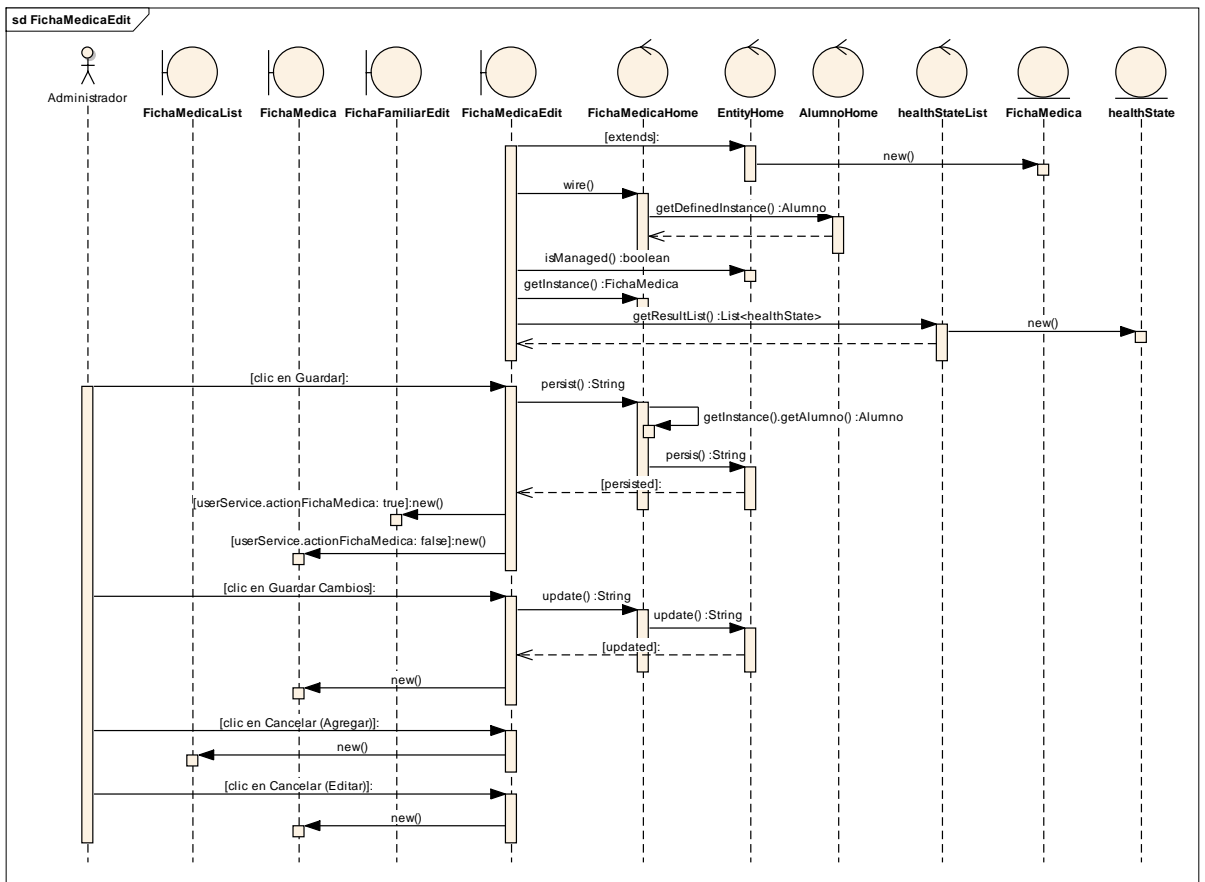 sd FichaMedicaEdit
Administrador
FichaMedicaList
FichaMedica
FichaFamiliarEdit
FichaMedicaEdit
FichaMedicaHome
EntityHome
AlumnoHome
healthStateList
FichaMedica
healthState
[extends]:
new()
wire()
getDefinedInstance() :Alumno
isManaged() :boolean
getInstance() :FichaMedica
getResultList() :List<healthState>
new()
[clic en Guardar]:
persist() :String
getInstance().getAlumno() :Alumno
persis() :String
[persisted]:
[userService.actionFichaMedica: true]:new()
[userService.actionFichaMedica: false]:new()
[clic en Guardar Cambios]:
update() :String
update() :String
[updated]:
new()
[clic en Cancelar (Agregar)]:
new()
[clic en Cancelar (Editar)]:
new()